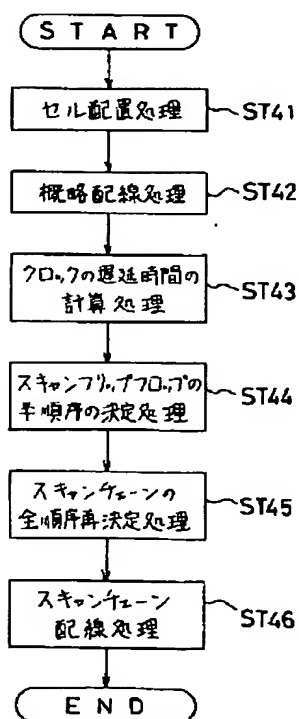 START
セル配置処理
ST41
概略配線処理
ST42
クロックの遅延時間の
計算処理
ST43
スキャンフリップフロップの
半順序の決定処理
ST44
スキャンチェーンの
全順序再決定処理
ST45
スキャンチェーン
配線処理
ST46
END